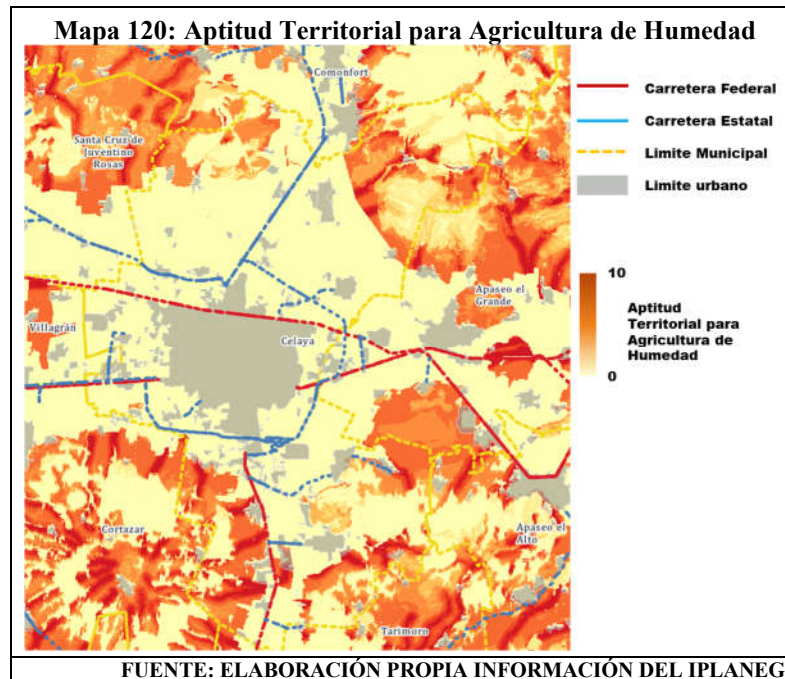 Mapa 120: Aptitud Territorial para Agricultura de Humedad
Comonfort
Santa Cruz de
Juventino
Rosas
Apaseo el
Grande
Villagrán
Celaya
Cortazar
Apaseo el
Alto
Tarimoro
Carretera Federal
Carretera Estatal
Limite Municipal
Limite urbano
10
Aptitud
Territorial para
Agricultura de
Humedad
0
FUENTE: ELABORACIÓN PROPIA INFORMACIÓN DEL IPLANEG